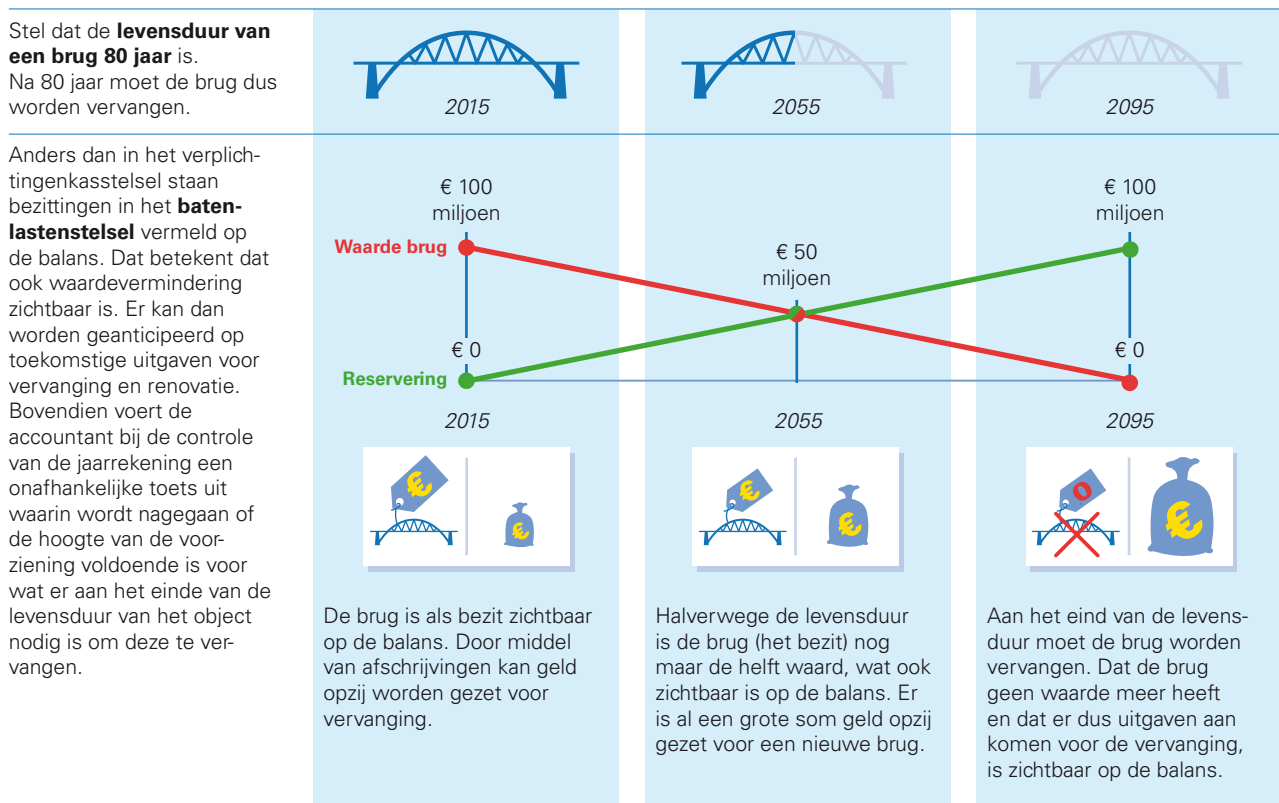 Stel dat de levensduur van
een brug 80 jaar is.
Na 80 jaar moet de brug dus
worden vervangen.
2015
2055
2095
Anders dan in het verplich-
tingenkasstelsel staan
bezittingen in het baten-
lastenstelsel vermeld op
de balans. Dat betekent dat
ook waardevermindering
zichtbaar is. Er kan dan
worden geanticipeerd op
toekomstige uitgaven voor
vervanging en renovatie.
Bovendien voert de
accountant bij de controle
van de jaarrekening een
onafhankelijke toets uit
waarin wordt nagegaan of
de hoogte van de voor-
ziening voldoende is voor
wat er aan het einde van de
levensduur van het object
nodig is om deze te ver-
vangen.
€ 100
miljoen
Waarde brug
€ 0
Reservering
2015
€ 50
miljoen
2055
€ 100
miljoen
€ 0
2095
€
€
€
€
0
€
De brug is als bezit zichtbaar
op de balans. Door middel
van afschrijvingen kan geld
opzij worden gezet voor
vervanging.
Halverwege de levensduur
is de brug (het bezit) nog
maar de helft waard, wat ook
zichtbaar is op de balans. Er
is al een grote som geld opzij
gezet voor een nieuwe brug.
Aan het eind van de levens-
duur moet de brug worden
vervangen. Dat de brug
geen waarde meer heeft
en dat er dus uitgaven aan
komen voor de vervanging,
is zichtbaar op de balans.